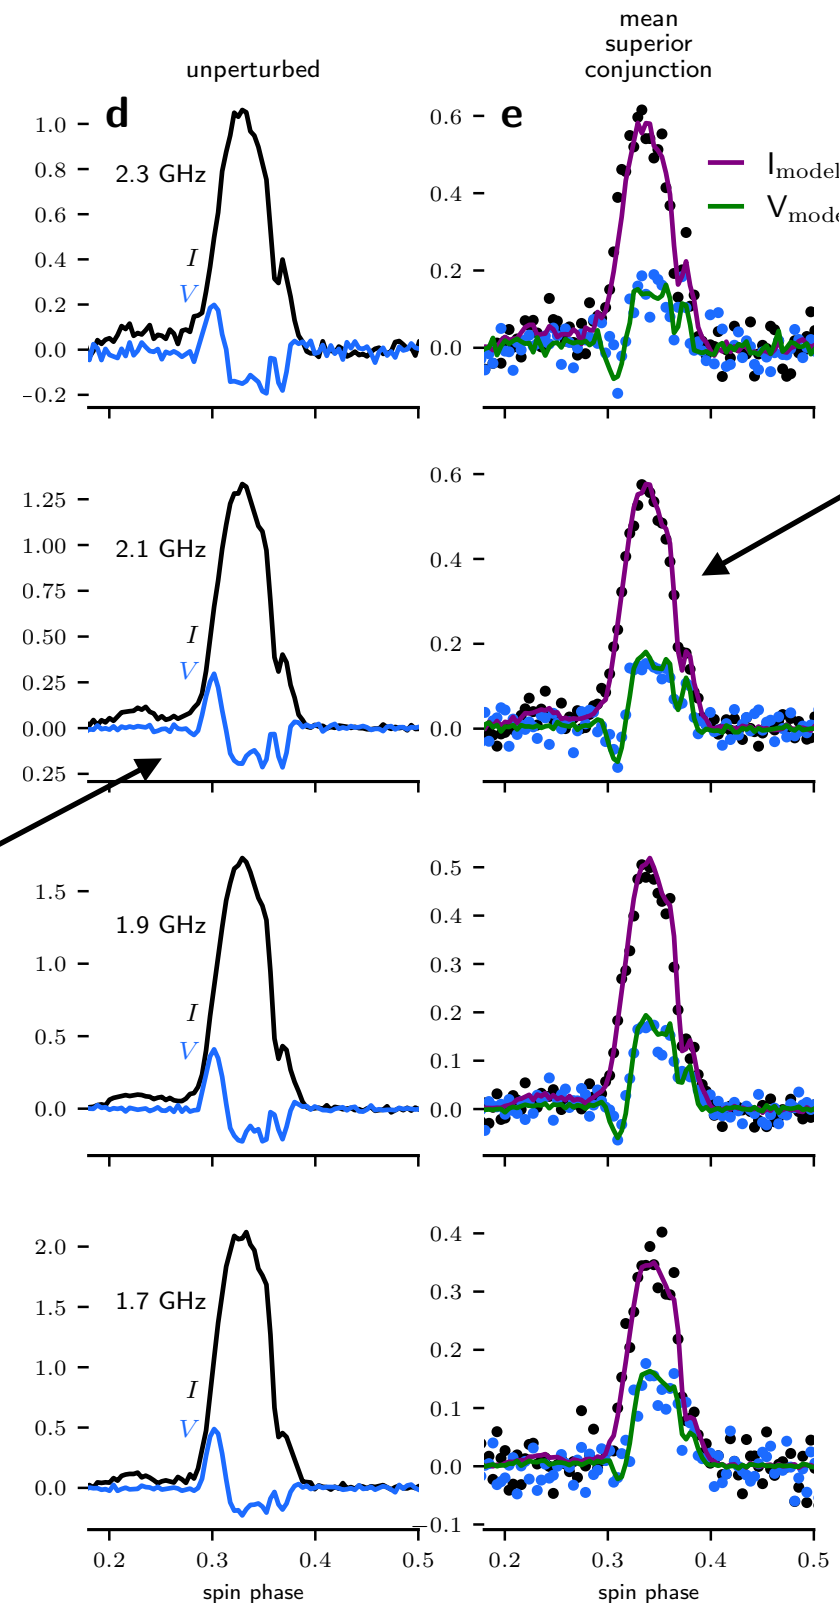 mean
superior
unperturbed conjunction
d e
1.0
0.8
0.6
0.4
0.2
0.0
-0.2
2.3 GHz
I
V
0.6
0.4
0.2
0.0
I model
V mode
1.25
1.00
0.75
0.50
0.25
0.00
0.25
2.1 GHz
I
V
0.6
0.4
0.2
0.0
1.5
1.0
0.5
0.0
1.9 GHz
I
V
0.5
0.4
0.3
0.2
0.1
0.0
2.0
1.5
1.0
0.5
0.0
1.7 GHz
I
V
0.4
0.3
0.2
0.1
0.0
−0.1
0.2 0.3 0.4 0.5 0.2 0.3 0.4 0.5
spin phase spin phase